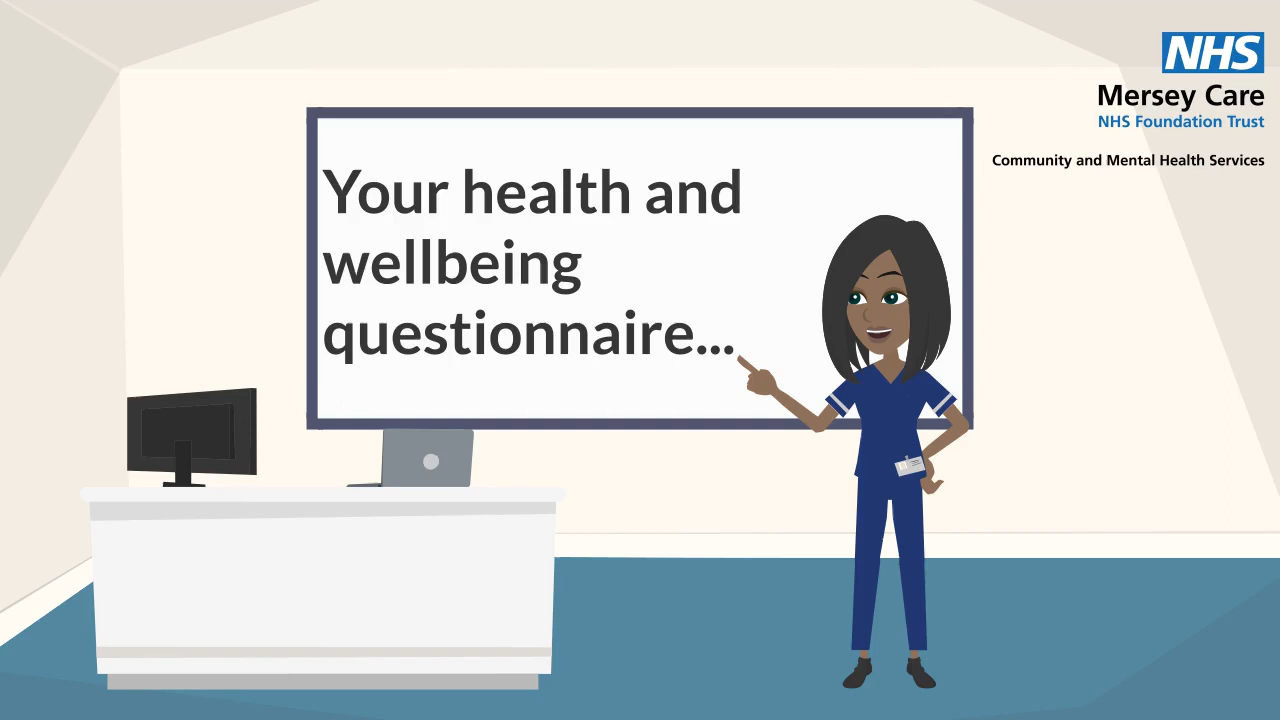 NHS
Mersey Care
NHS Foundation Trust
Community and Mental Health Services
Your health and
wellbeing
questionnaire...